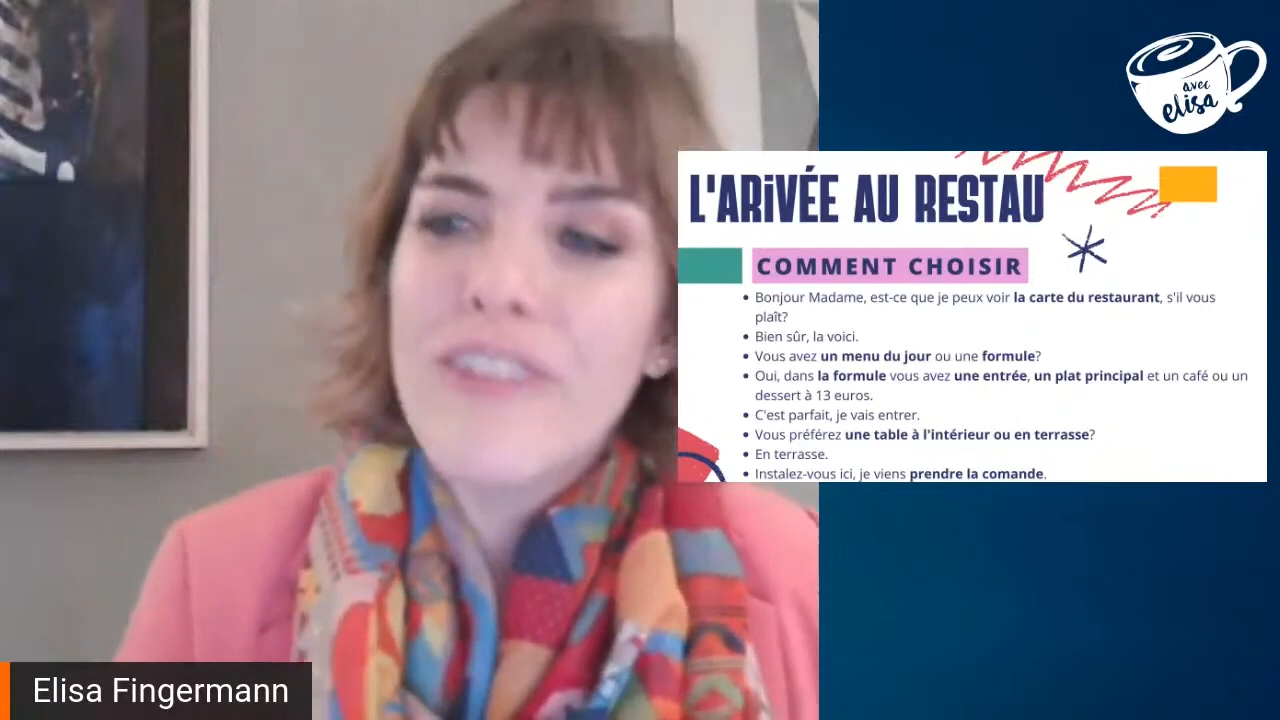 avec
elisa
L'ARiVÉE AU RESTAU
COMMENT CHOISIR
• Bonjour Madame, est-ce que je peux voir la carte du restaurant, s'il vous
plaît?
• Bien sûr, la voici.
• Vous avez un menu du jour ou une formule?
• Oui, dans la formule vous avez une entrée, un plat principal et un café ou un
dessert à 13 euros.
• C'est parfait, je vais entrer.
• Vous préférez une table à l'intérieur ou en terrasse?
• En terrasse.
• Instalez-vous ici, je viens prendre la comande.
Elisa Fingermann